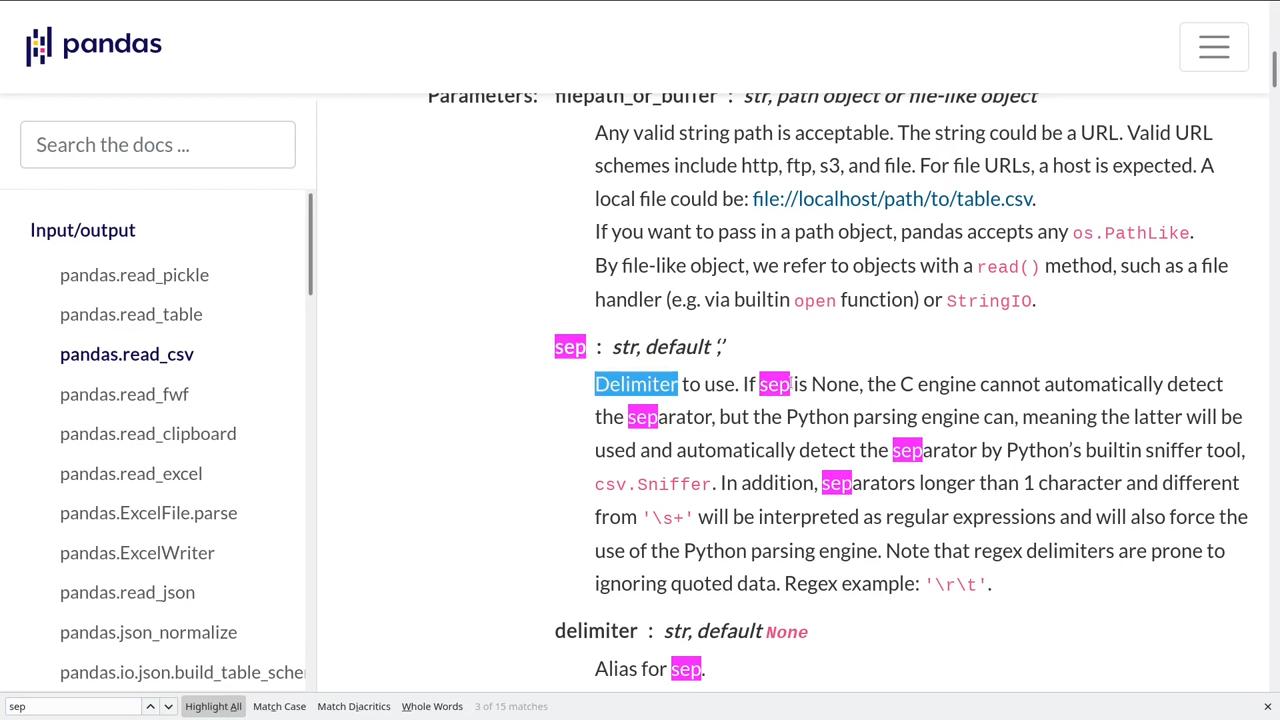 pandas
Parameters: filepath_or_buffer : str, path object or file-like object
Search the docs ...
Input/output
pandas.read_pickle
pandas.read_table
pandas.read_csv
pandas.read_fwf
pandas.read_clipboard
pandas.read_excel
pandas.ExcelFile.parse
pandas.ExcelWriter
pandas.read_json
pandas.json_normalize
pandas.io.json.build_table_scher
Any valid string path is acceptable. The string could be a URL. Valid URL
schemes include http, ftp, s3, and file. For file URLs, a host is expected. A
local file could be: file://localhost/path/to/table.csv.
If you want to pass in a path object, pandas accepts any os.PathLike.
By file-like object, we refer to objects with a read() method, such as a file
handler (e.g. via builtin open function) or StringIO.
sep : str, default ‘,’
Delimiter to use. If sep is None, the C engine cannot automatically detect
the separator, but the Python parsing engine can, meaning the latter will be
used and automatically detect the separator by Python’s builtin sniffer tool,
csv.Sniffer. In addition, separators longer than 1 character and different
from '\s+' will be interpreted as regular expressions and will also force the
use of the Python parsing engine. Note that regex delimiters are prone to
ignoring quoted data. Regex example: '\r\t'.
delimiter : str, default None
Alias for sep.
sep Highlight All Match Case Match Diacritics Whole Words 3 of 15 matches